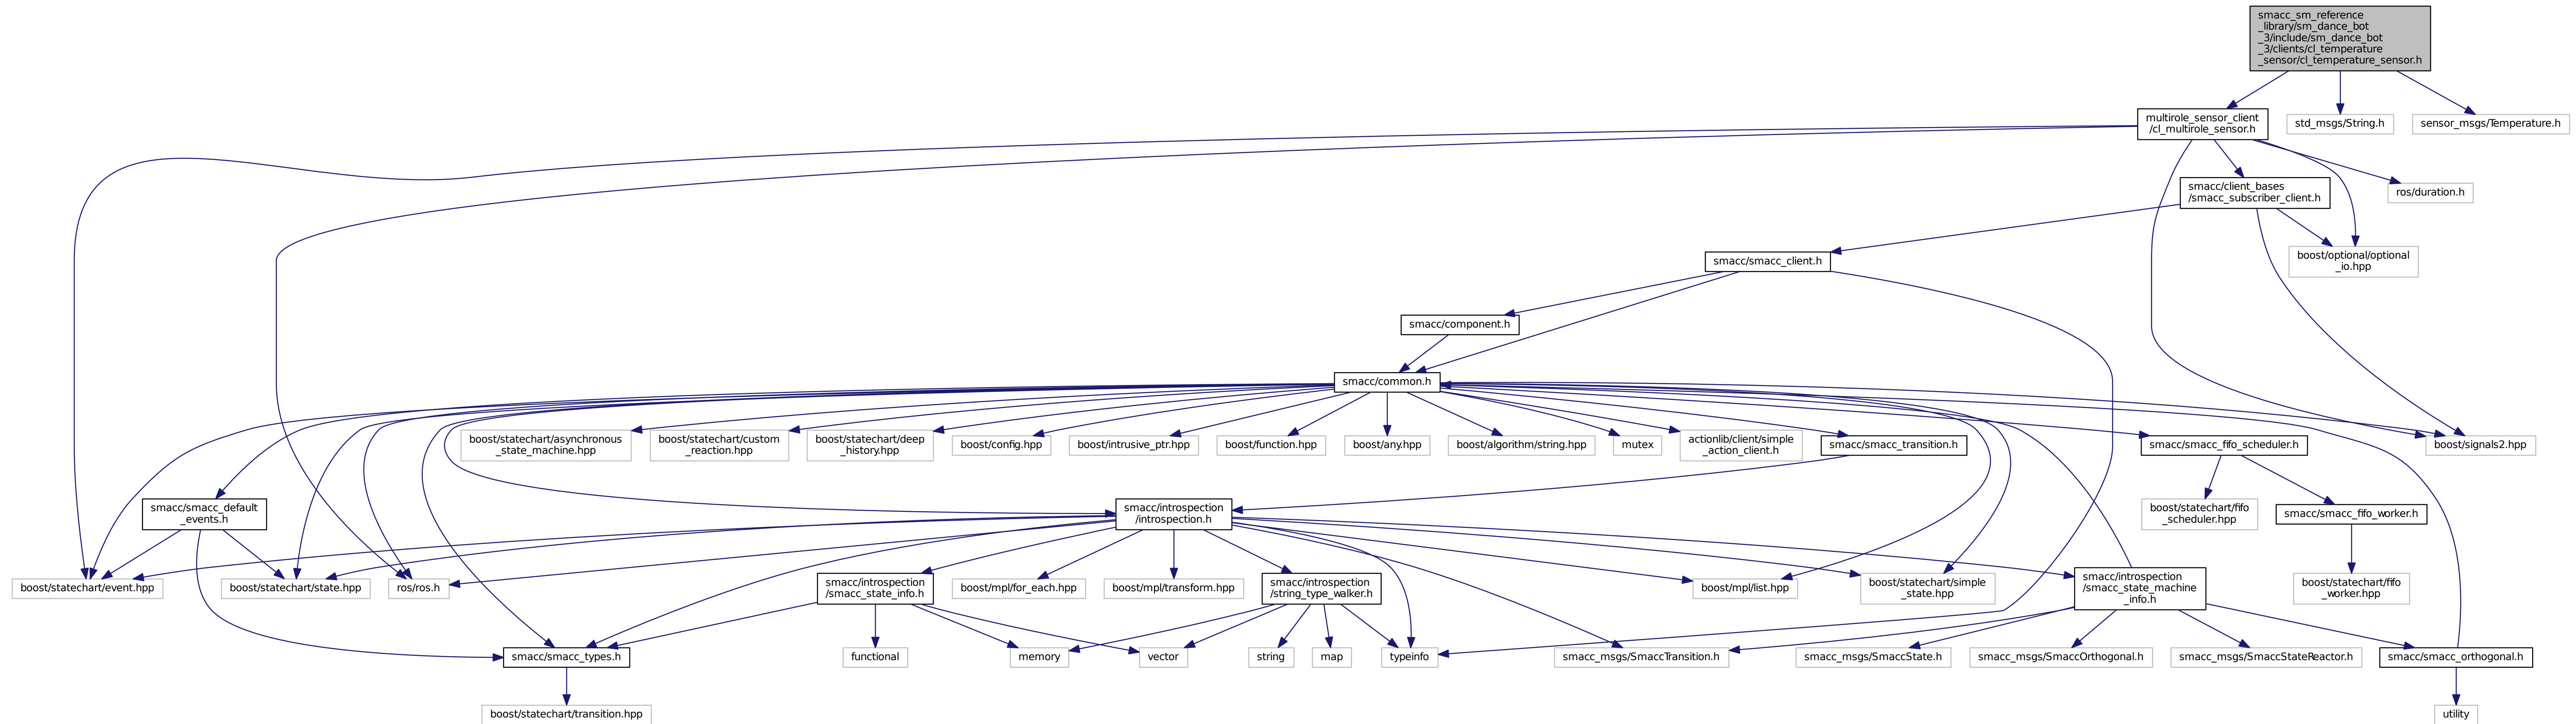 smacc_sm_reference
_library/sm_dance_bot
_3/include/sm_dance_bot
_3/clients/cl_temperature
_sensor/cl_temperature_sensor.h
multirole_sensor_client
/cl_multirole_sensor.h
std_msgs/String.h
sensor_msgs/Temperature.h
smacc/client_bases
/smacc_subscriber_client.h
ros/duration.h
smacc/smacc_client.h
boost/optional/optional
_io.hpp
smacc/component.h
smacc/common.h
boost/statechart/asynchronous
_state_machine.hpp
boost/statechart/custom
_reaction.hpp
boost/statechart/deep
_history.hpp
boost/config.hpp
boost/intrusive_ptr.hpp
boost/function.hpp
boost/any.hpp
boost/algorithm/string.hpp
mutex
actionlib/client/simple
_action_client.h
smacc/smacc_transition.h
smacc/smacc_fifo_scheduler.h
boost/signals2.hpp
smacc/smacc_default
_events.h
smacc/introspection
/introspection.h
boost/statechart/fifo
_scheduler.hpp
smacc/smacc_fifo_worker.h
boost/statechart/event.hpp
boost/statechart/state.hpp
ros/ros.h
smacc/introspection
/smacc_state_info.h
boost/mpl/for_each.hpp
boost/mpl/transform.hpp
smacc/introspection
/string_type_walker.h
boost/mpl/list.hpp
boost/statechart/simple
_state.hpp
smacc/introspection
/smacc_state_machine
_info.h
boost/statechart/fifo
_worker.hpp
smacc/smacc_types.h
functional
memory
vector
string
map
typeinfo
smacc_msgs/SmaccTransition.h
smacc_msgs/SmaccState.h
smacc_msgs/SmaccOrthogonal.h
smacc_msgs/SmaccStateReactor.h
smacc/smacc_orthogonal.h
boost/statechart/transition.hpp
utility